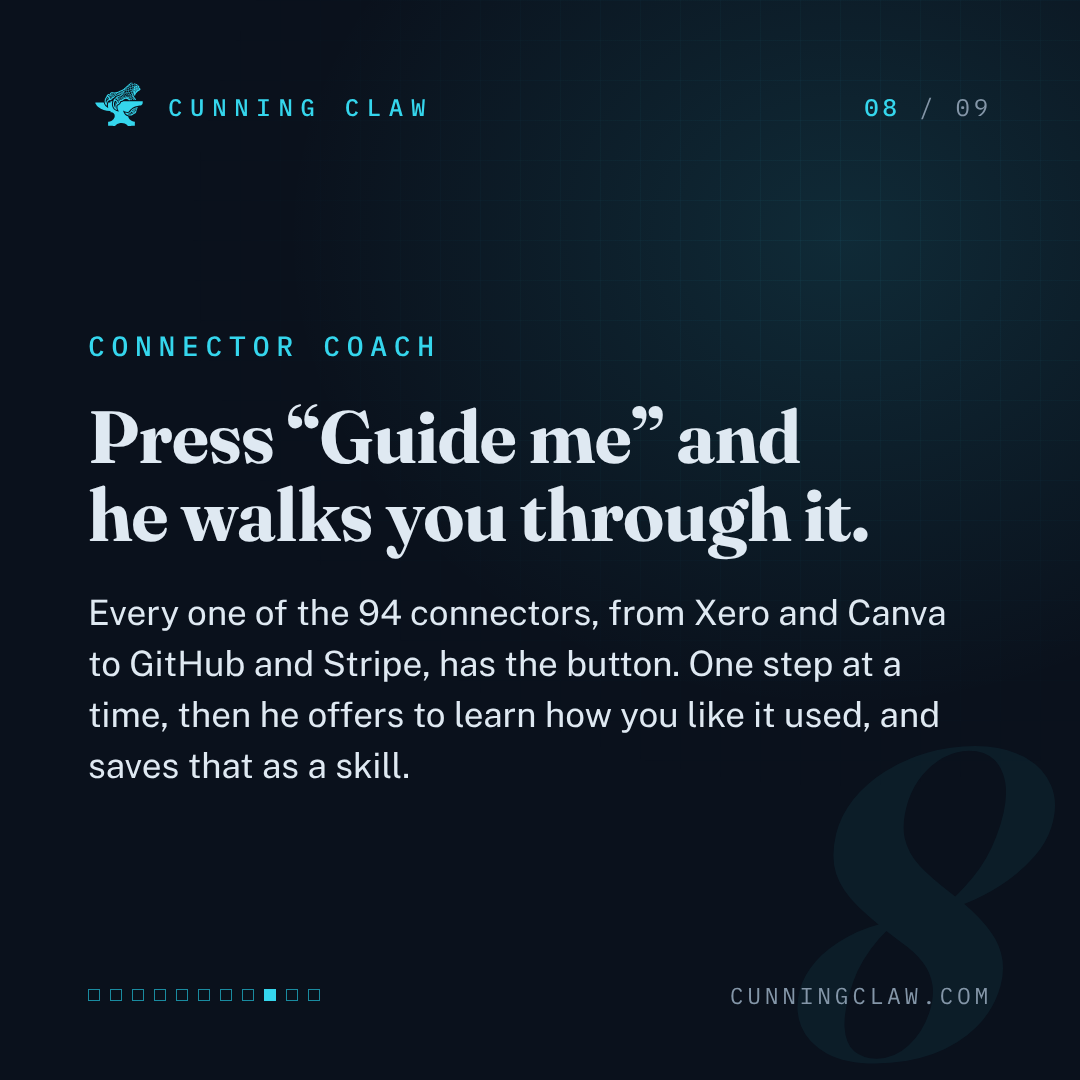 CUNNING CLAW
08 / 09
CONNECTOR COACH
Press “Guide me” and
he walks you through it.
Every one of the 94 connectors, from Xero and Canva
to GitHub and Stripe, has the button. One step at a
time, then he offers to learn how you like it used, and
saves that as a skill.
8
CUNNINGCLAW.COM